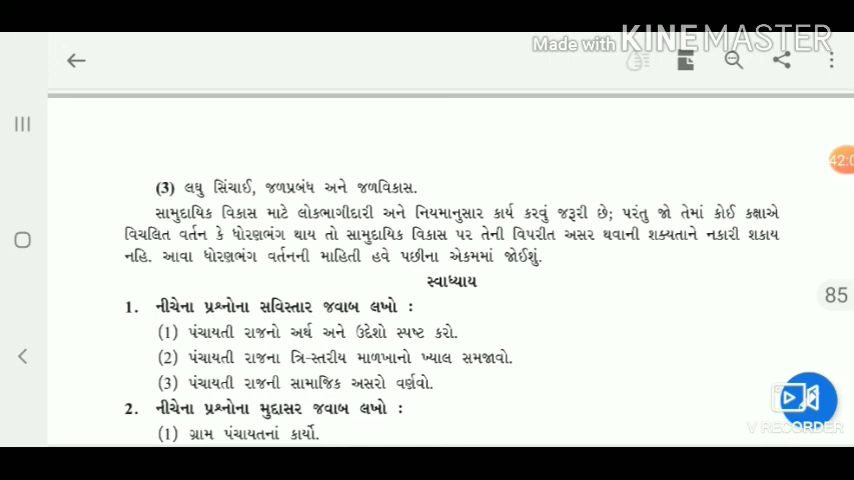 Made with KINEMASTER
42:0
(3) લઘુ સિંચાઈ, જળપ્રબંધ અને જળવિકાસ.
સામુદાયિક વિકાસ માટે લોકભાગીદારી અને નિયમાનુસાર કાર્ય કરવું જરૂરી છે; પરંતુ જો તેમાં કોઈ કક્ષાએ
વિચલિત વર્તન કે ધોરણભંગ થાય તો સામુદાયિક વિકાસ પર તેની વિપરીત અસર થવાની શક્યતાને નકારી શકાય
નહિ. આવા ધોરણભંગ વર્તનની માહિતી હવે પછીના એકમમાં જોઈશું.
સ્વાધ્યાય
1. નીચેના પ્રશ્નોના સવિસ્તાર જવાબ લખો :
85
(1) પંચાયતી રાજનો અર્થ અને ઉદ્દેશો સ્પષ્ટ કરો.
(2) પંચાયતી રાજના ત્રિ-સ્તરીય માળખાનો ખ્યાલ સમજાવો.
(3) પંચાયતી રાજની સામાજિક અસરો વર્ણવો.
2. નીચેના પ્રશ્નોના મુદ્દાસર જવાબ લખો :
(1) ગ્રામ પંચાયતનાં કાર્યો.
V RECORDER